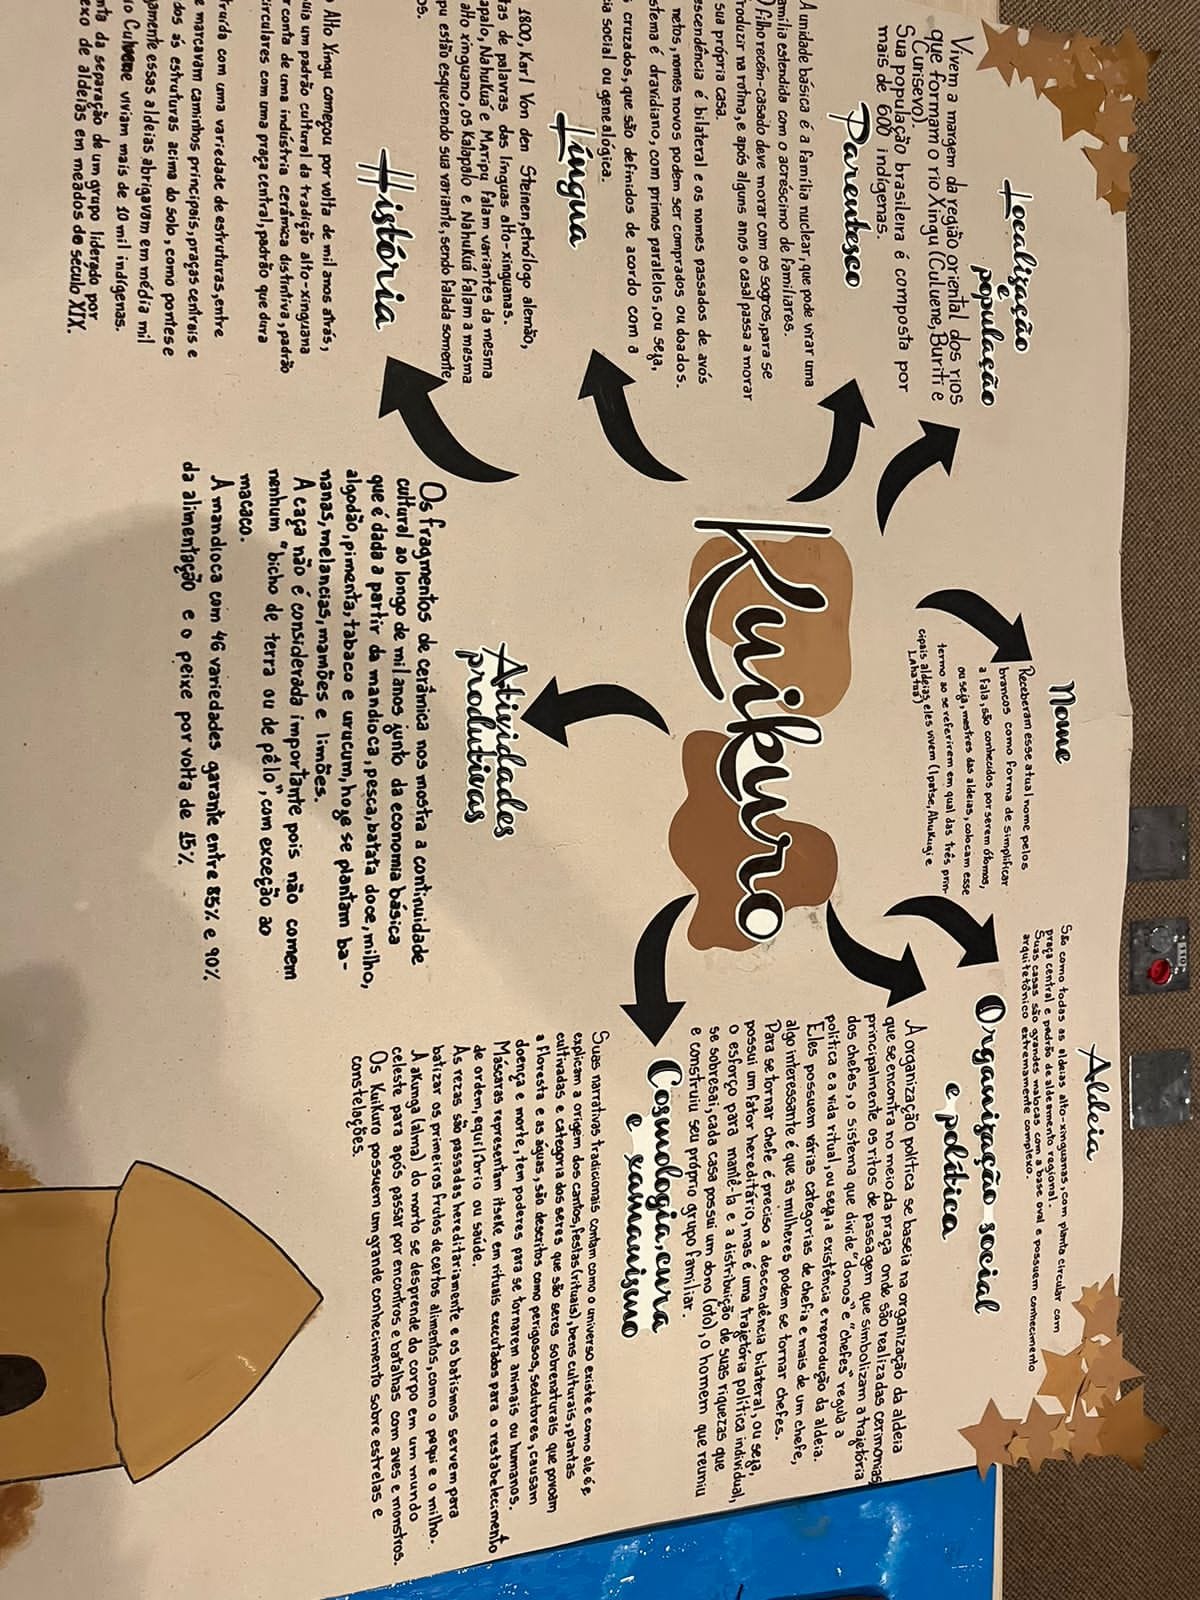 110
Kuikuro
Localização
e
população
Vivem a margem da região oriental dos rios
que formam o rio Xingu (Culuene, Buriti e
Curisevo).
Sua população brasileira é composta por
mais de 600 indígenas.
Parentesco
A unidade básica é a família nuclear, que pode virar uma
amília estendida com o acréscimo de familiares.
O filho recém-casado deve morar com os sogros, para se
roduzir na rotina, e após alguns anos o casal passa a morar
sua própria casa.
escendência é bilateral e os nomes passados de avós
netos, nomes novos podem ser comprados ou doados.
stema é dravidiano, com primos paralelos, ou seja,
s cruzados, que são definidos de acordo com a
cia social ou genealógica.
Língua
1800, Karl Von den Steinen, etnólogo alemão,
tas de palavras das línguas alto-xinguanas.
apalo, Nahukuá e Matipu falam variantes da mesma
alto xinguano, os Kalapalo e Nahukuá falam a mesma
pu estão esquecendo sua variante, sendo falada somente
os.
História
o Alto Xingu começou por volta de mil anos atrás,
uia um padrão cultural da tradição alto-xinguana
r conta de uma indústria cerâmica distintiva, padrão
circulares com uma praça central, padrão que dura
truída com uma variedade de estruturas, entre
e marcavam caminhos principais, praças centrais e
dos ás estruturas acima do solo, como pontes e
gamente essas aldeias abrigavam em média mil
io Culuene viviam mais de 10 mil indígenas.
nta da separação de um grupo liderado por
exo de aldeias em meados do século XIX.
Nome
Receberam esse atual nome pelos
brancos como forma de simplificar
a fala, são conhecidos por serem ótomos,
ou seja, mestres das aldeias, colocam esse
termo ao se referirem em qual das três prin-
cipais aldeias eles vivem (Ipatse, Ahukugi e
Lahatuá)
Atividades
produtivas
Os fragmentos de cerâmica nos mostra a continuidade
cultural ao longo de mil anos junto da economia básica
que é dada a partir da mandioca, pesca, batata doce, milho,
algodão, pimenta, tabaco e urucum, hoje se plantam ba-
nanas, melancias, mamões e limões.
A caça não é considerada importante pois não comem
nenhum "bicho de terra ou de pêlo", com exceção ao
macaco.
A mandioca com 46 variedades garante entre 85% e 90%
da alimentação e o peixe por volta de 15%
Aldeia
São como todas as aldeias alto-xinguanas, com planta circular com
praça central e padrão de aldeamento regional.
Suas casas são grandes malocas com a base oval e possuem conhecimento
arquitetônico extremamente complexo.
Organização social
e política
A organização política se baseia na organização da aldeia
que se encontra no meio da praça onde são realizadas cerimonias
principalmente os ritos de passagem que simbolizam a trajetória
dos chefes, o sistema que divide "donos" e "chefes" regula a
política e a vida ritual, ou seja, a existência e reprodução da aldeia.
Eles possuem várias categorias de chefia e mais de um chefe,
algo interessante é que as mulheres podem se tornar chefes.
Para se tornar chefe é preciso a descendência bilateral, ou seja,
possui um fator hereditário, mas é uma trajetória política individual,
o esforço para mantê-la e a distribuição de suas riquezas que
se sobresai, cada casa possui um dono (oto), o homem que reuniu
e construiu seu próprio grupo familiar.
Cosmologia, cura
e xamanismo
Suas narrativas tradicionais contam como o universo existe e como ele é e
explicam a origem dos cantos, festas (rituais), bens culturais, plantas
cultivadas e categoria dos seres que são seres sobrenaturais que povoam
a floresta e as águas, são descritos como perigosos, sedutores, causam
doença e morte, tem poderes para se tornarem animais ou humanos.
Máscaras representam itseke em rituais executados para o restabelecimento
de ordem, equilíbrio ou saúde.
As rezas são passadas hereditariamente e os batismos servem para
batizar os primeiros frutos de certos alimentos, como o pequi e o milho.
A akunga (alma) do morto se desprende do corpo em um mundo
celeste para após passar por encontros e batalhas com aves e monstros.
Os Kuikuro possuem um grande conhecimento sobre estrelas e
constelações.